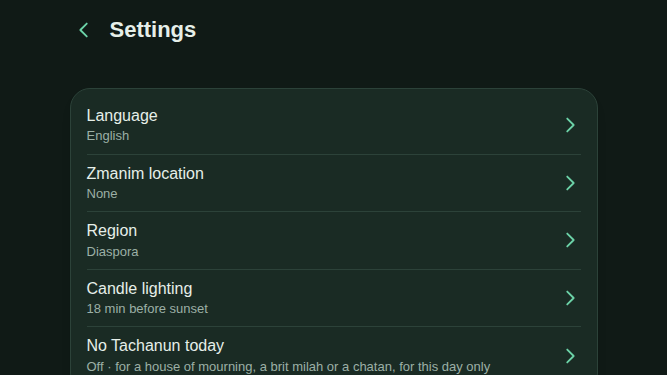 Settings
Language
English
Zmanim location
None
Region
Diaspora
Candle lighting
18 min before sunset
No Tachanun today
Off · for a house of mourning, a brit milah or a chatan, for this day only